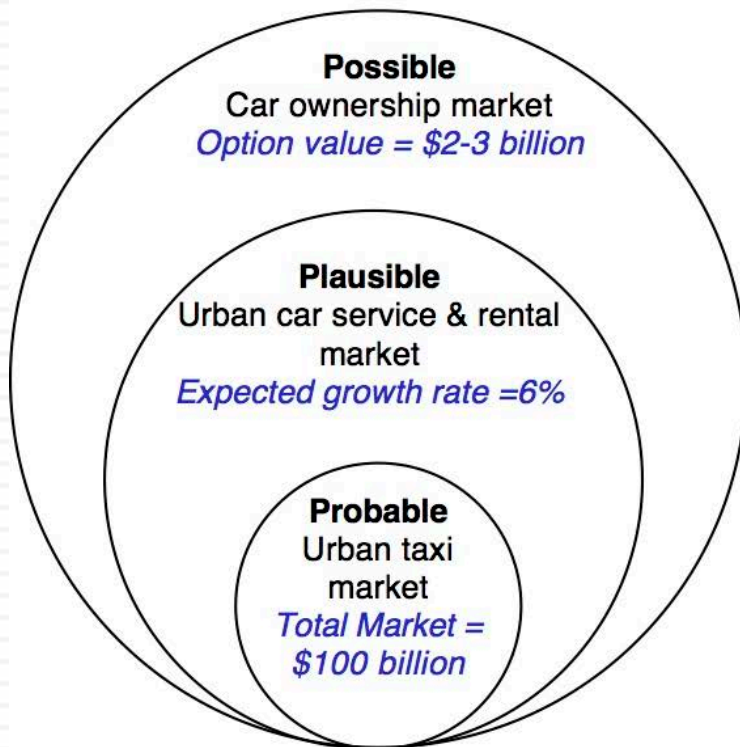 Possible
Car ownership market
Option value = $2-3 billion
Plausible
Urban car service & rental
market
Expected growth rate =6%
Probable
Urban taxi
market
Total Market =
$100 billion